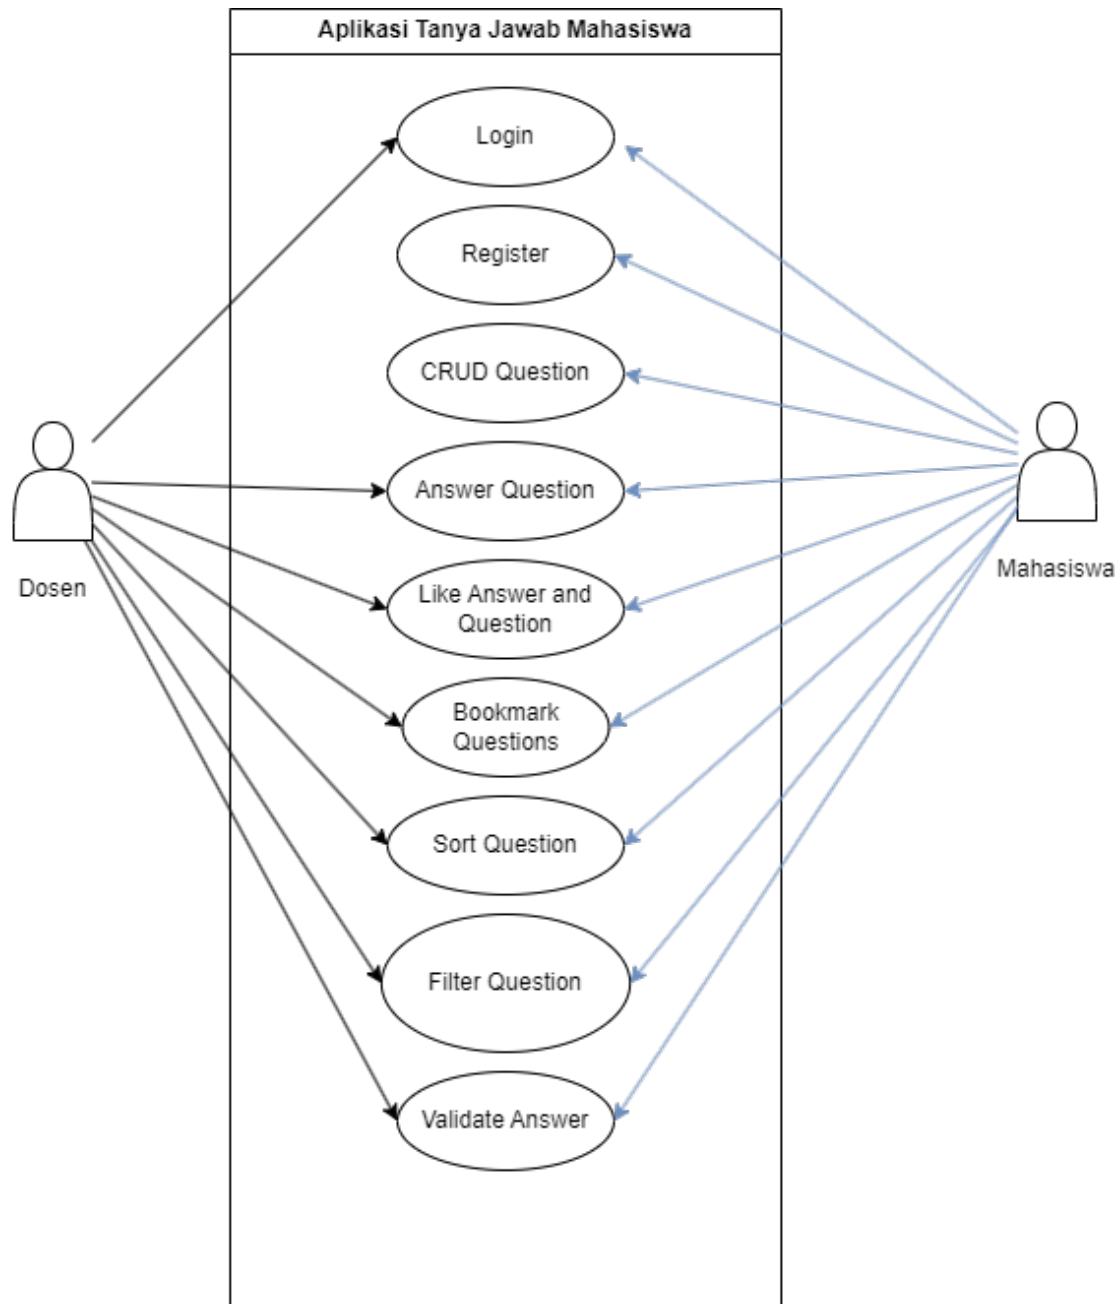 Aplikasi Tanya Jawab Mahasiswa
Login
Register
CRUD Question
Answer Question
Like Answer and
Question
Bookmark
Questions
Sort Question
Filter Question
Validate Answer
Dosen
Mahasiswa